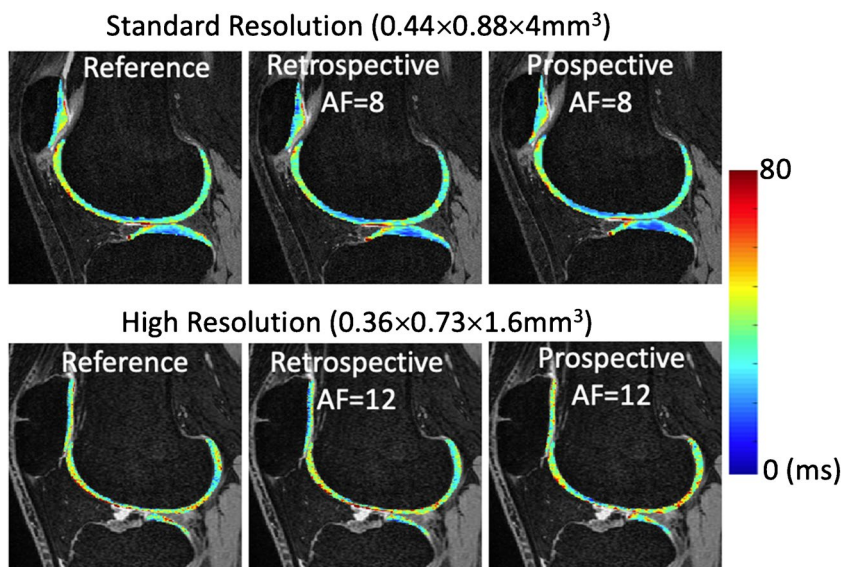 Standard Resolution (0.44×0.88×4mm³)
Reference
Retrospective
AF=8
Prospective
AF=8
80
High Resolution (0.36×0.73×1.6mm³)
Reference
Retrospective
AF=12
Prospective
AF=12
0 (ms)